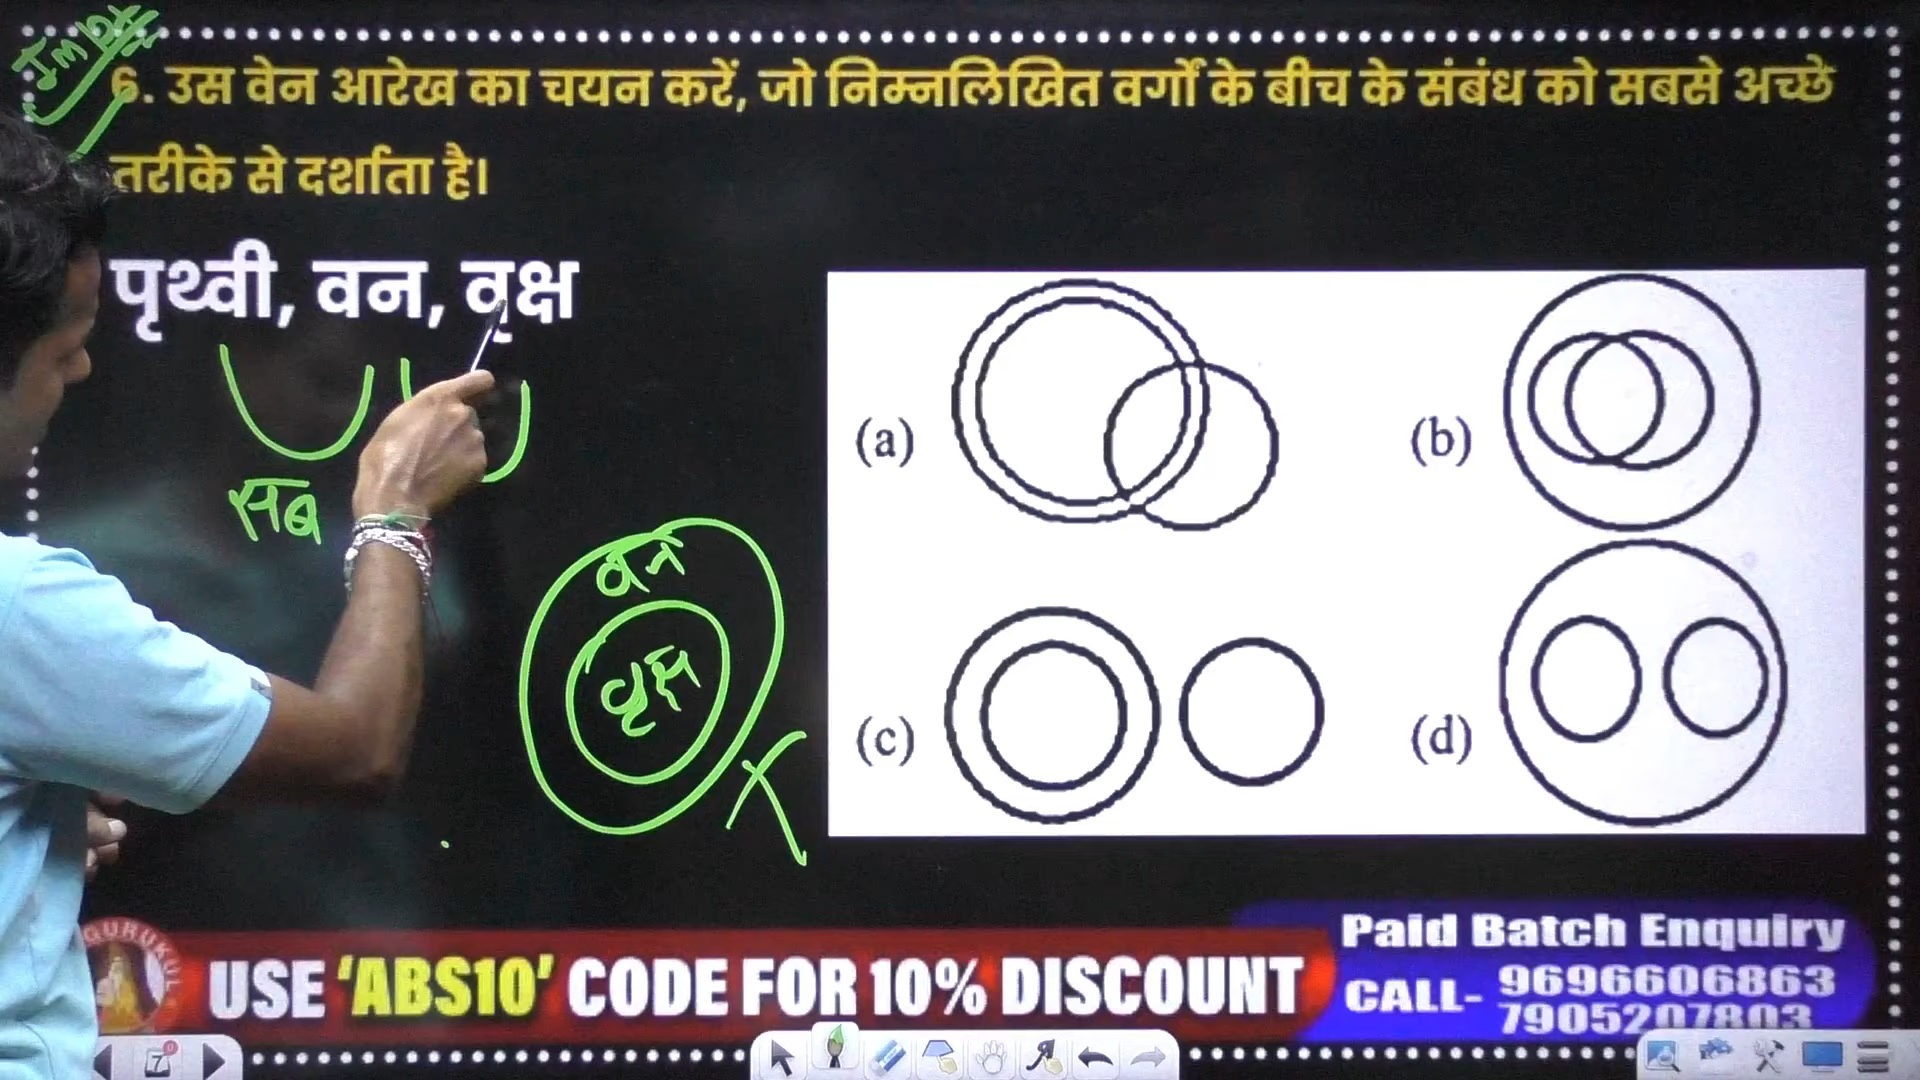 Imp
6. उस वेन आरेख का चयन करें, जो निम्नलिखित वर्गों के बीच के संबंध को सबसे अच्छे
तरीके से दर्शाता है।
पृथ्वी, वन, वृक्ष
सब
वन
वृक्ष
(a)
(b)
(c)
(d)
GURUKUL
USE 'ABS10' CODE FOR 10% DISCOUNT
Paid Batch Enquiry
CALL- 9696606863
7905207803
7